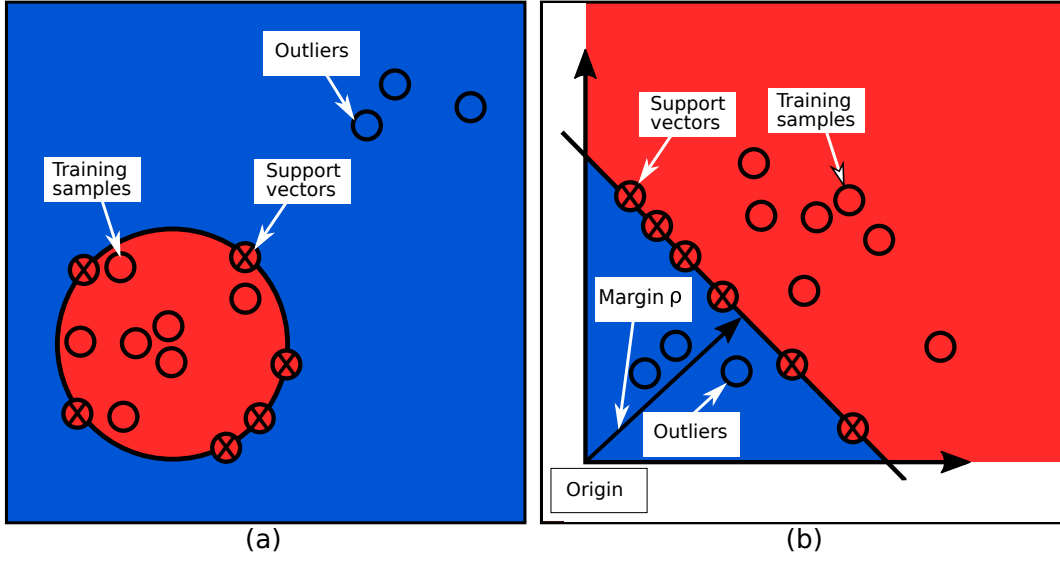 Outliers
Training
samples
Support
vectors
(a)
Support
vectors
Training
samples
Margin ρ
Outliers
Origin
(b)